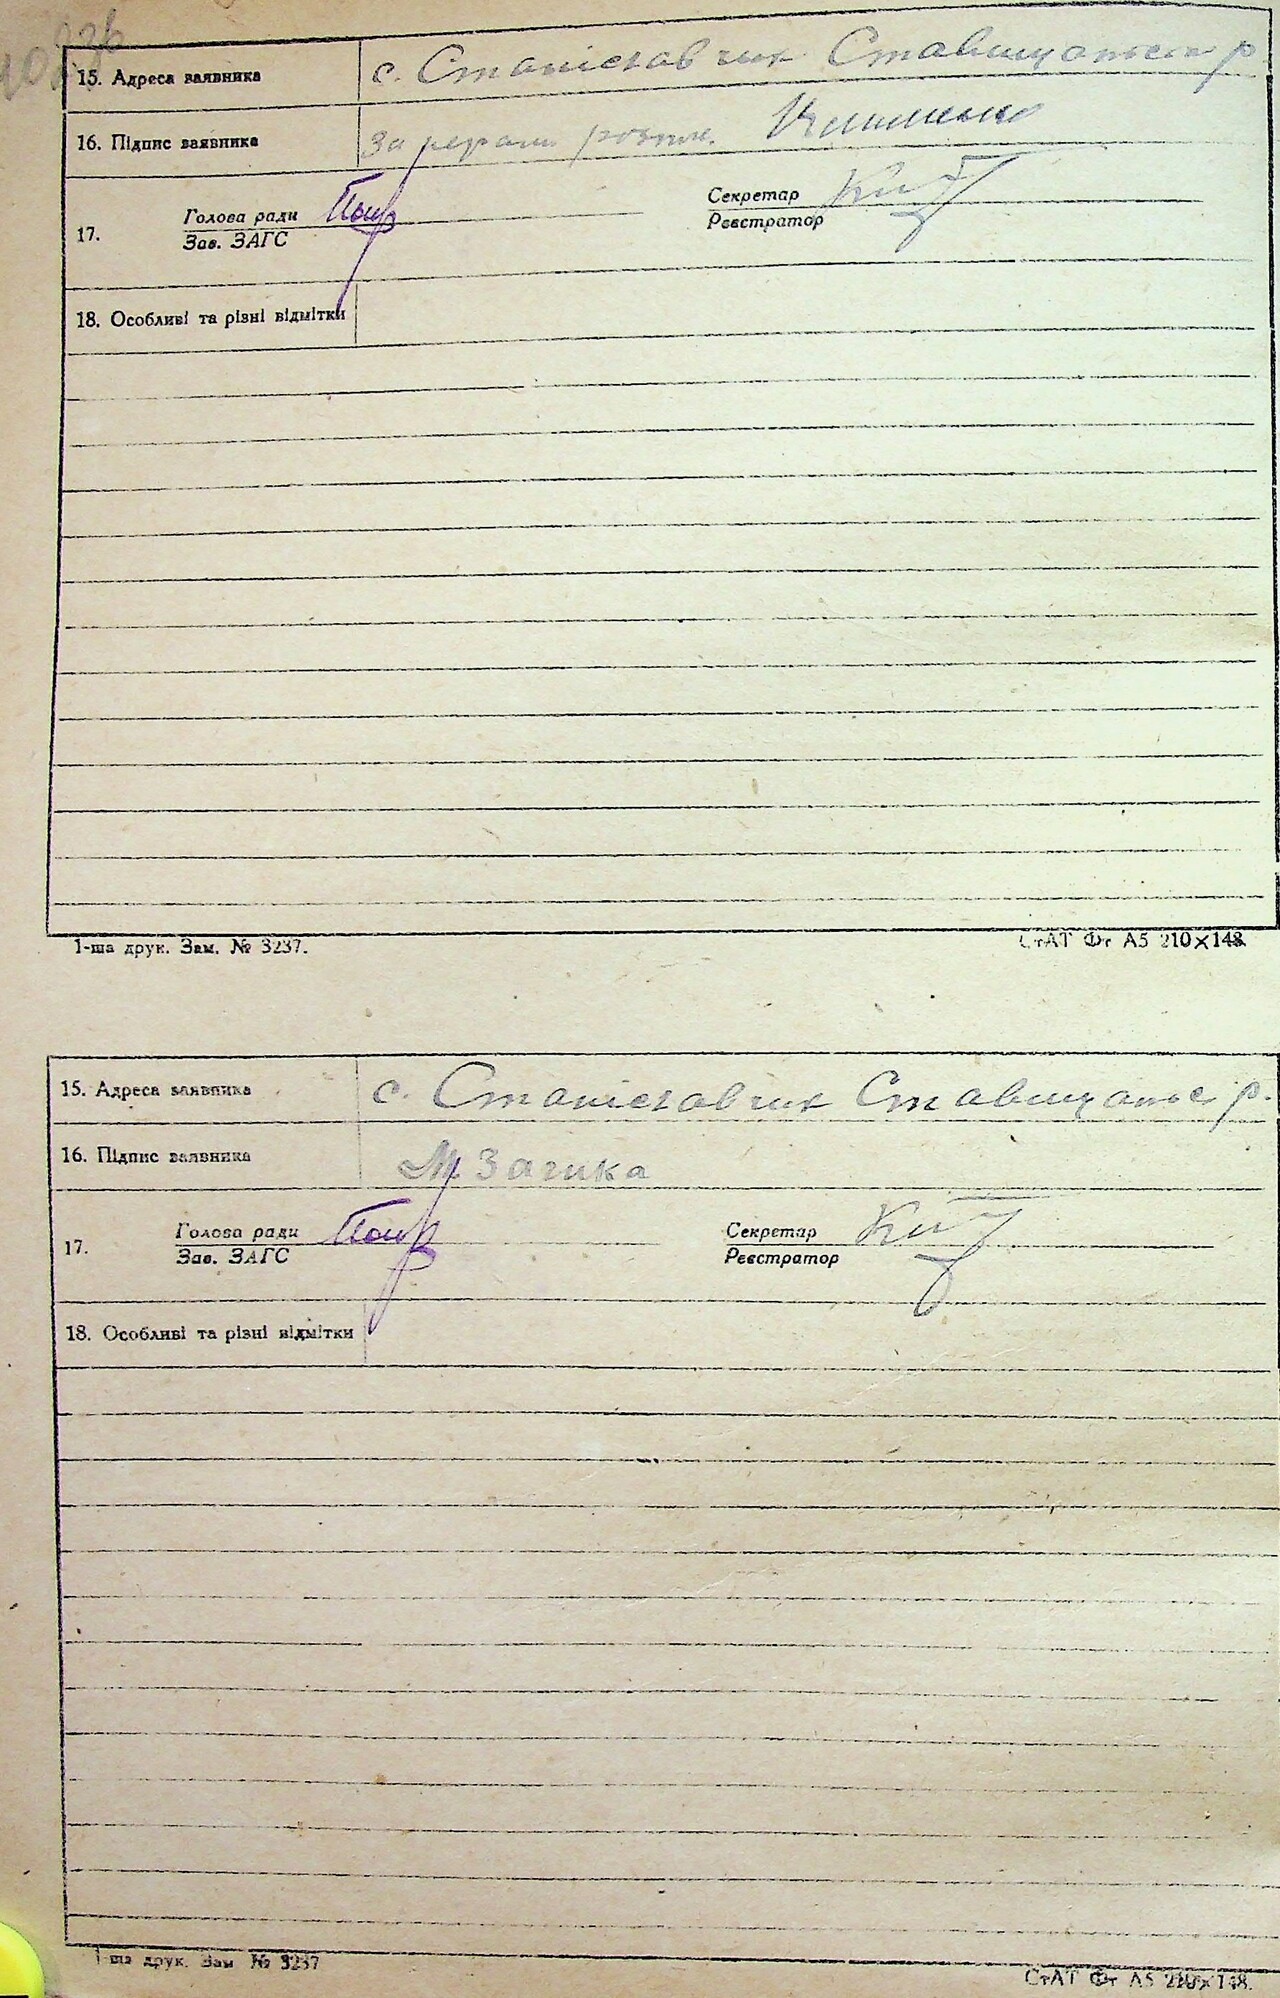 15. Адреса заявника с. Станіславчик Ставищанськ р
16. Підпис заявника За
17. Голова ради Секретар
Зав. ЗАГС Реєстратор
18. Особливі та різні відмітки
1-ша друк. Зам. № 3237. СтАТ Фт А5 210×148.
15. Адреса заявника с. Станіславчик Ставищанськ р.
16. Підпис заявника М Загика
17. Голова ради Секретар
Зав. ЗАГС Реєстратор
18. Особливі та різні відмітки
1-ша друк. Зам № 3237 СтАТ Фт А5 210×148.